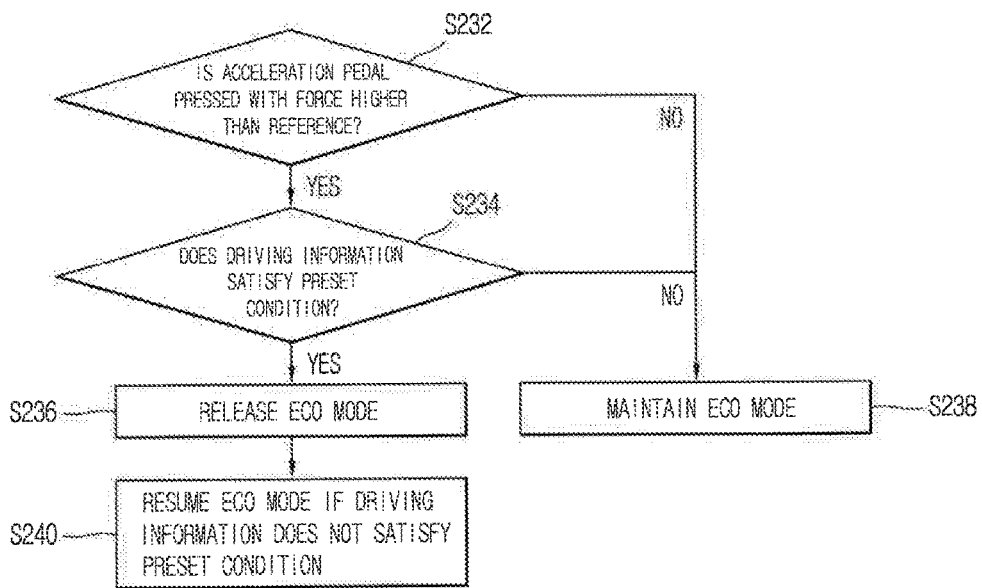 S232
IS ACCELERATION PEDAL
PRESSED WITH FORCE HIGHER
THAN REFERENCE?
NO
YES
S234
DOES DRIVING INFORMATION
SATISFY PRESET
CONDITION?
NO
YES
S236
RELEASE ECO MODE
MAINTAIN ECO MODE
S238
S240
RESUME ECO MODE IF DRIVING
INFORMATION DOES NOT SATISFY
PRESET CONDITION